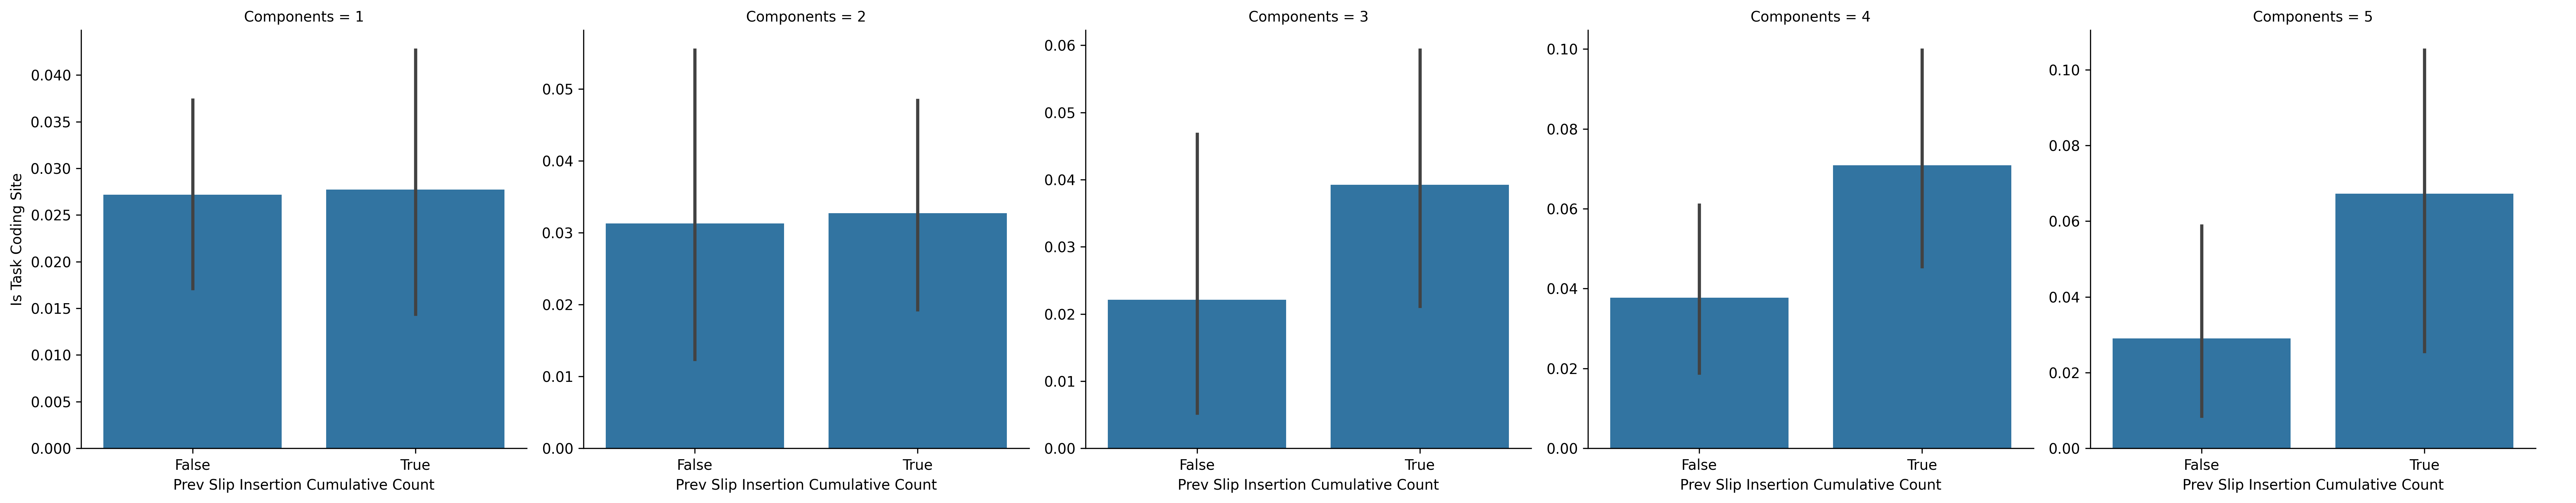 Components = 1
Components = 2
Components = 3
Components = 4
Components = 5
Is Task Coding Site
0.040
0.035
0.030
0.025
0.020
0.015
0.010
0.005
0.000
False
True
Prev Slip Insertion Cumulative Count
0.05
0.04
0.03
0.02
0.01
0.00
False
True
Prev Slip Insertion Cumulative Count
0.06
0.05
0.04
0.03
0.02
0.01
0.00
False
True
Prev Slip Insertion Cumulative Count
0.10
0.08
0.06
0.04
0.02
0.00
False
True
Prev Slip Insertion Cumulative Count
0.10
0.08
0.06
0.04
0.02
0.00
False
True
Prev Slip Insertion Cumulative Count